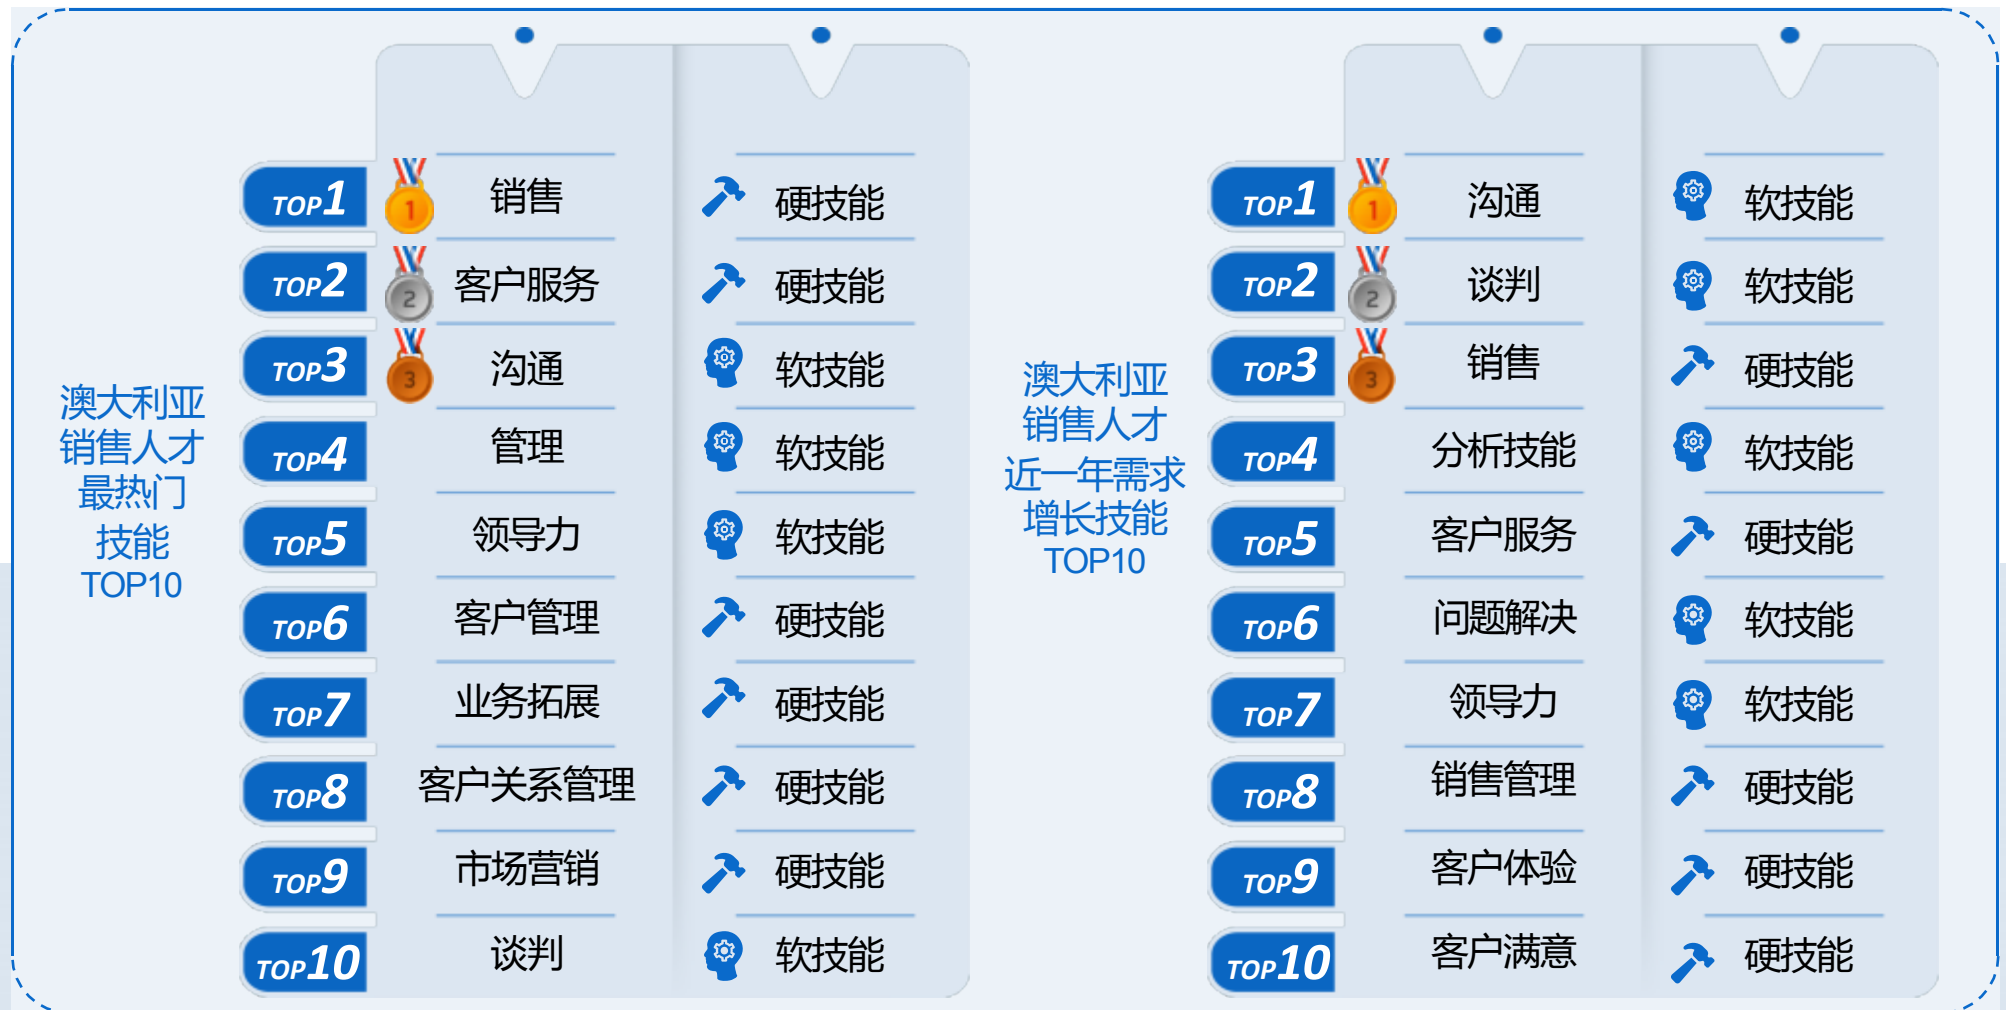 澳大利亚
销售人才
最热门
技能
TOP10
TOP1 1 销售 硬技能
TOP2 2 客户服务 硬技能
TOP3 3 沟通 软技能
TOP4 管理 软技能
TOP5 领导力 软技能
TOP6 客户管理 硬技能
TOP7 业务拓展 硬技能
TOP8 客户关系管理 硬技能
TOP9 市场营销 硬技能
TOP10 谈判 软技能
澳大利亚
销售人才
近一年需求
增长技能
TOP10
TOP1 1 沟通 软技能
TOP2 2 谈判 软技能
TOP3 3 销售 硬技能
TOP4 分析技能 软技能
TOP5 客户服务 硬技能
TOP6 问题解决 软技能
TOP7 领导力 软技能
TOP8 销售管理 硬技能
TOP9 客户体验 硬技能
TOP10 客户满意 硬技能